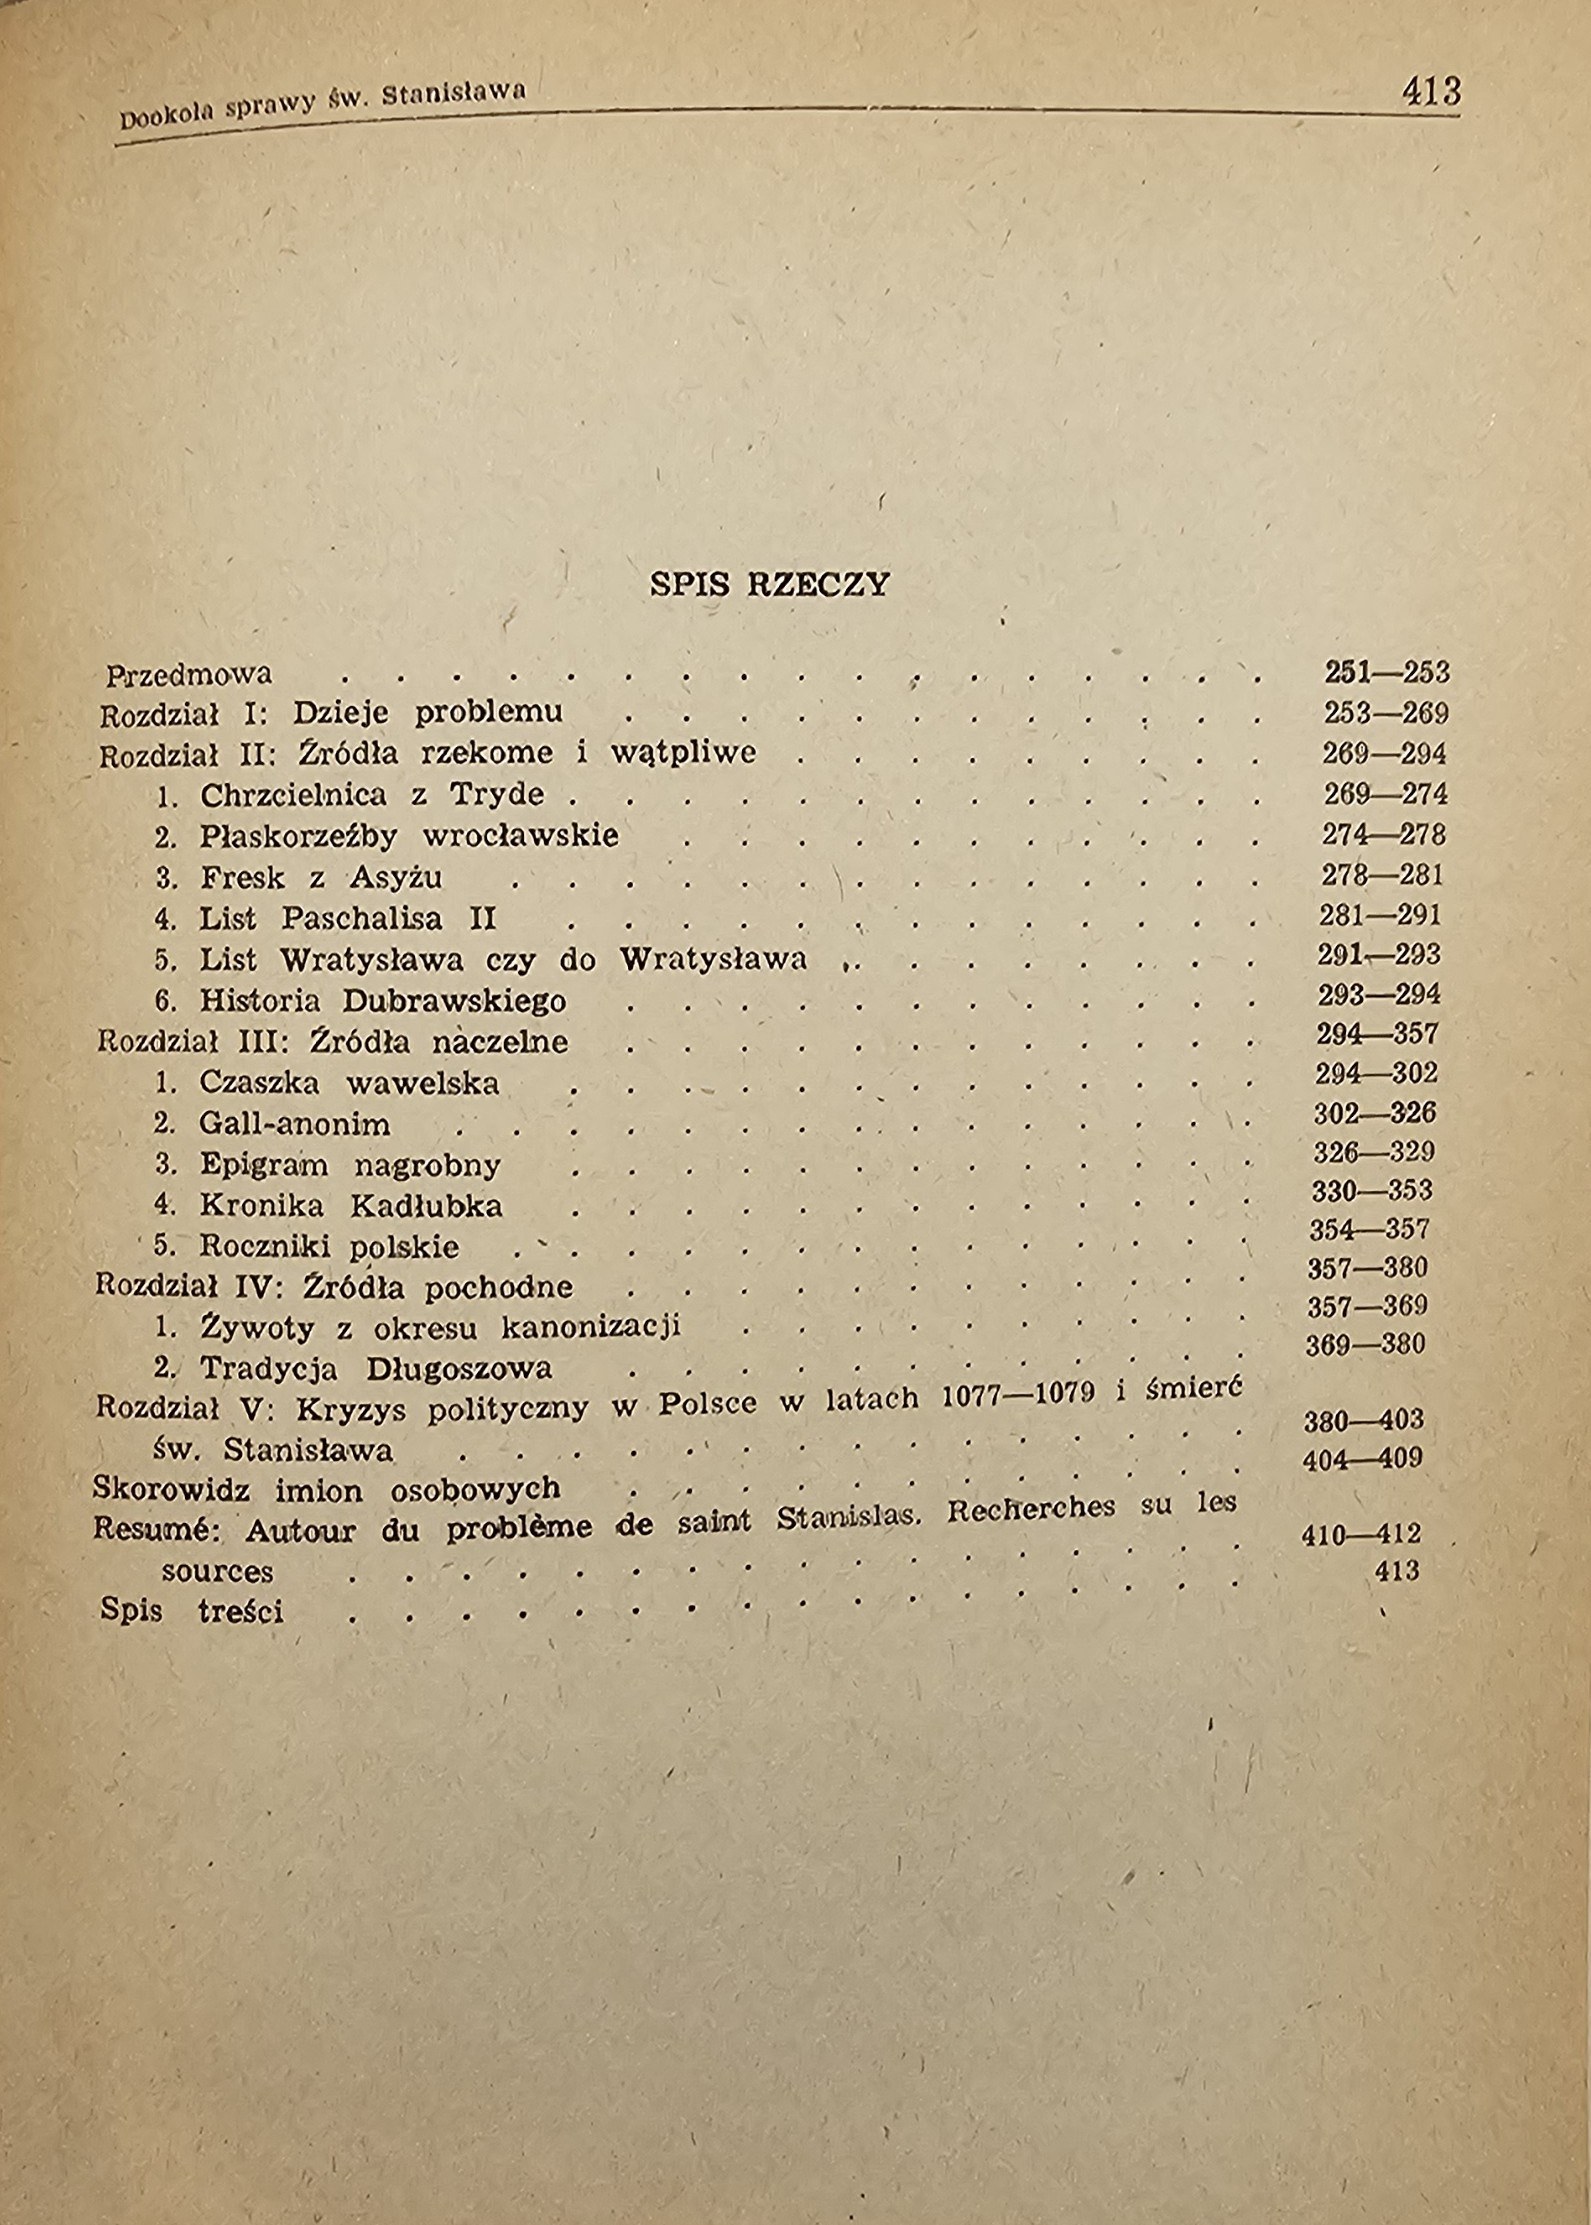 Dookoła sprawy św. Stanisława 413
SPIS RZECZY
Przedmowa . . . . . . . . . . . . . . . . . 251—253
Rozdział I: Dzieje problemu . . . . . . . . . . . . 253—269
Rozdział II: Źródła rzekome i wątpliwe . . . . . . . . . 269—294
1. Chrzcielnica z Tryde . . . . . . . . . . . . . 269—274
2. Płaskorzeźby wrocławskie . . . . . . . . . . . 274—278
3. Fresk z Asyżu . . . . . . . . . . . . . . 278—281
4. List Paschalisa II . . . . . . . . . . . . . 281—291
5. List Wratysława czy do Wratysława . . . . . . . . 291—293
6. Historia Dubrawskiego . . . . . . . . . . . . 293—294
Rozdział III: Źródła naczelne . . . . . . . . . . . . 294—357
1. Czaszka wawelska . . . . . . . . . . . . . 294—302
2. Gall-anonim . . . . . . . . . . . . . . . 302—326
3. Epigram nagrobny . . . . . . . . . . . . . 326—329
4. Kronika Kadłubka . . . . . . . . . . . . . 330—353
5. Roczniki polskie . . . . . . . . . . . . . . 354—357
Rozdział IV: Źródła pochodne . . . . . . . . . . . . 357—380
1. Żywoty z okresu kanonizacji . . . . . . . . . . 357—369
2. Tradycja Długoszowa . . . . . . . . . . . . 369—380
Rozdział V: Kryzys polityczny w Polsce w latach 1077—1079 i śmierć
św. Stanisława . . . . . . . . . . . . . . . 380—403
Skorowidz imion osobowych . . . . . . . . . . . . 404—409
Resumé: Autour du problème de saint Stanislas. Recherches su les
sources . . . . . . . . . . . . . . . . . 410—412
Spis treści . . . . . . . . . . . . . . . . . 413